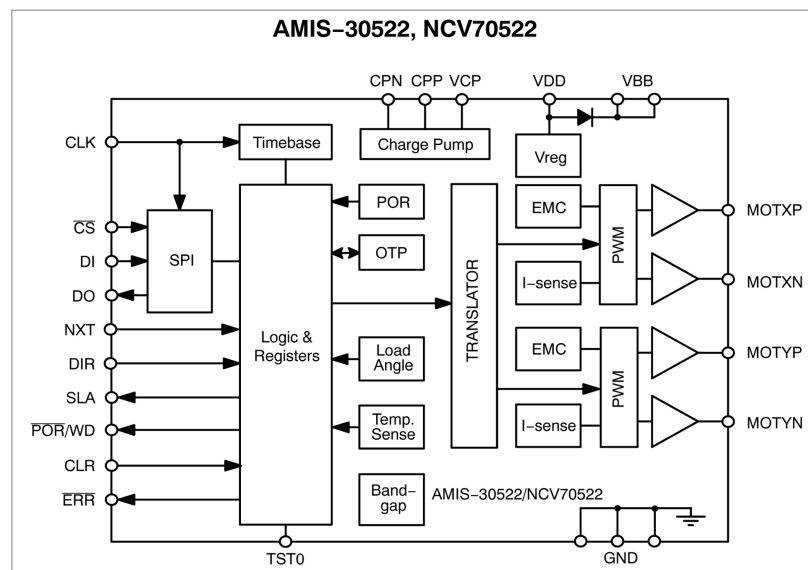 AMIS−30522, NCV70522
CPN CPP VCP VDD VBB
CLK
Timebase
Charge Pump
Vreg
POR
EMC
MOTXP
CS
SPI
DI
OTP
TRANSLATOR
PWM
DO
I−sense
MOTXN
NXT
Logic &
Registers
DIR
Load
Angle
EMC
MOTYP
SLA
PWM
POR/WD
Temp.
Sense
I−sense
MOTYN
CLR
ERR
Band-
gap
AMIS−30522/NCV70522
TST0
GND